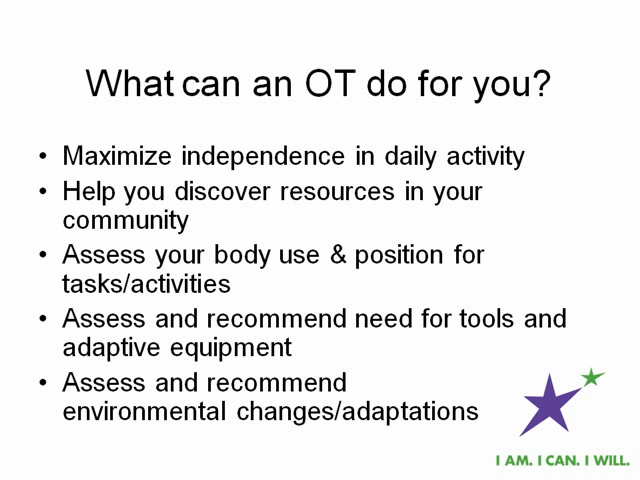 What can an OT do for you?
• Maximize independence in daily activity
• Help you discover resources in your
community
• Assess your body use & position for
tasks/activities
• Assess and recommend need for tools and
adaptive equipment
• Assess and recommend
environmental changes/adaptations
I AM. I CAN. I WILL.